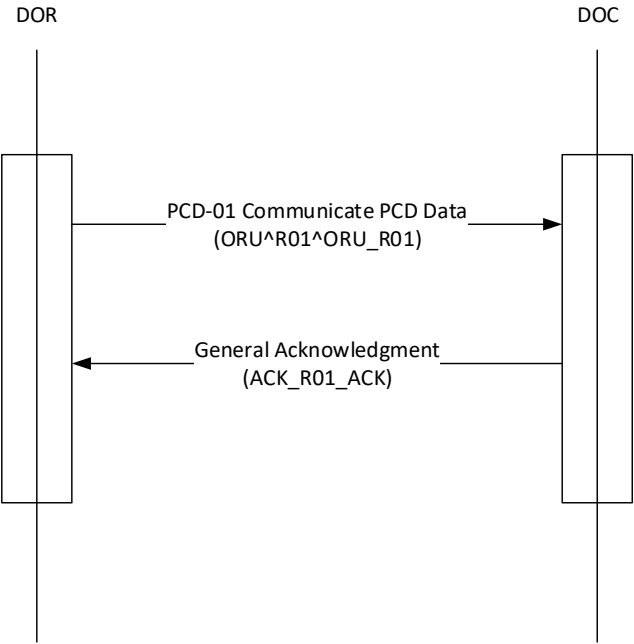 DOR
DOC
PCD-01 Communicate PCD Data
(ORU^R01^ORU_R01)
General Acknowledgment
(ACK_R01_ACK)